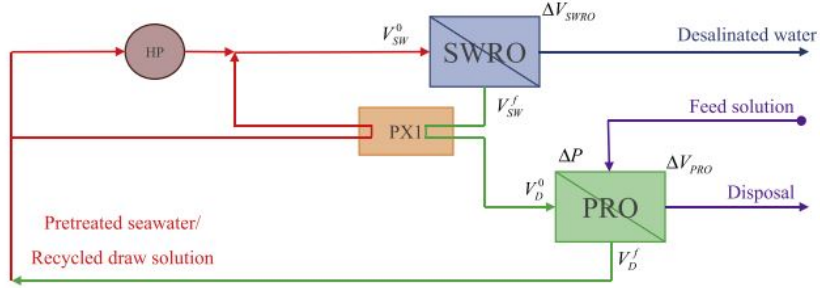 ΔV_SWRO
V_SW^0
Desalinated water
HP
SWRO
V_SW^f
Feed solution
PX1
ΔP
ΔV_PRO
V_D^0
PRO
Disposal
Pretreated seawater/
Recycled draw solution
V_D^f